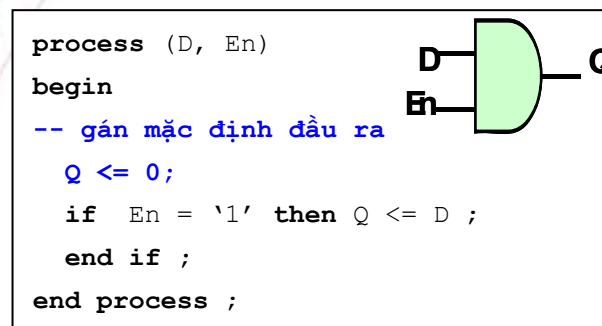 process (D, En)
begin
-- gán mặc định đầu ra
Q <= 0;
if En = ‘1’ then Q <= D ;
end if ;
end process ;
D
En
Q